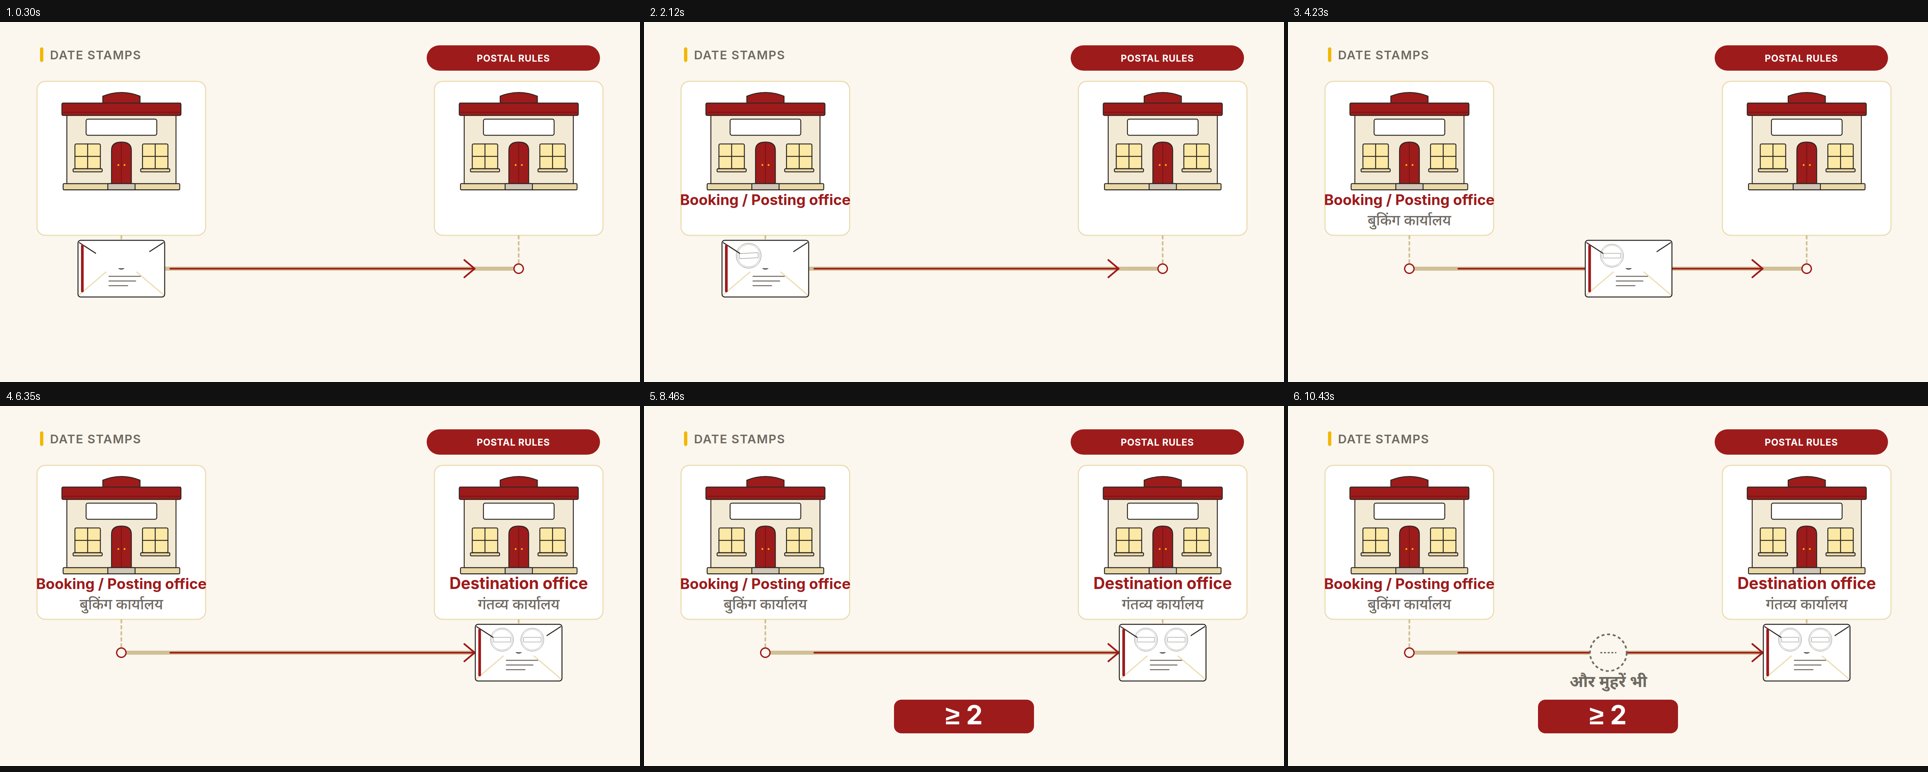 1. 0.30s
DATE STAMPS
POSTAL RULES
2. 2.12s
DATE STAMPS
POSTAL RULES
Booking / Posting office
3. 4.23s
DATE STAMPS
POSTAL RULES
Booking / Posting office
बुकिंग कार्यालय
4. 6.35s
DATE STAMPS
POSTAL RULES
Booking / Posting office
बुकिंग कार्यालय
Destination office
गंतव्य कार्यालय
5. 8.46s
DATE STAMPS
POSTAL RULES
Booking / Posting office
बुकिंग कार्यालय
Destination office
गंतव्य कार्यालय
≥ 2
6. 10.43s
DATE STAMPS
POSTAL RULES
Booking / Posting office
बुकिंग कार्यालय
Destination office
गंतव्य कार्यालय
और मुहरें भी
≥ 2